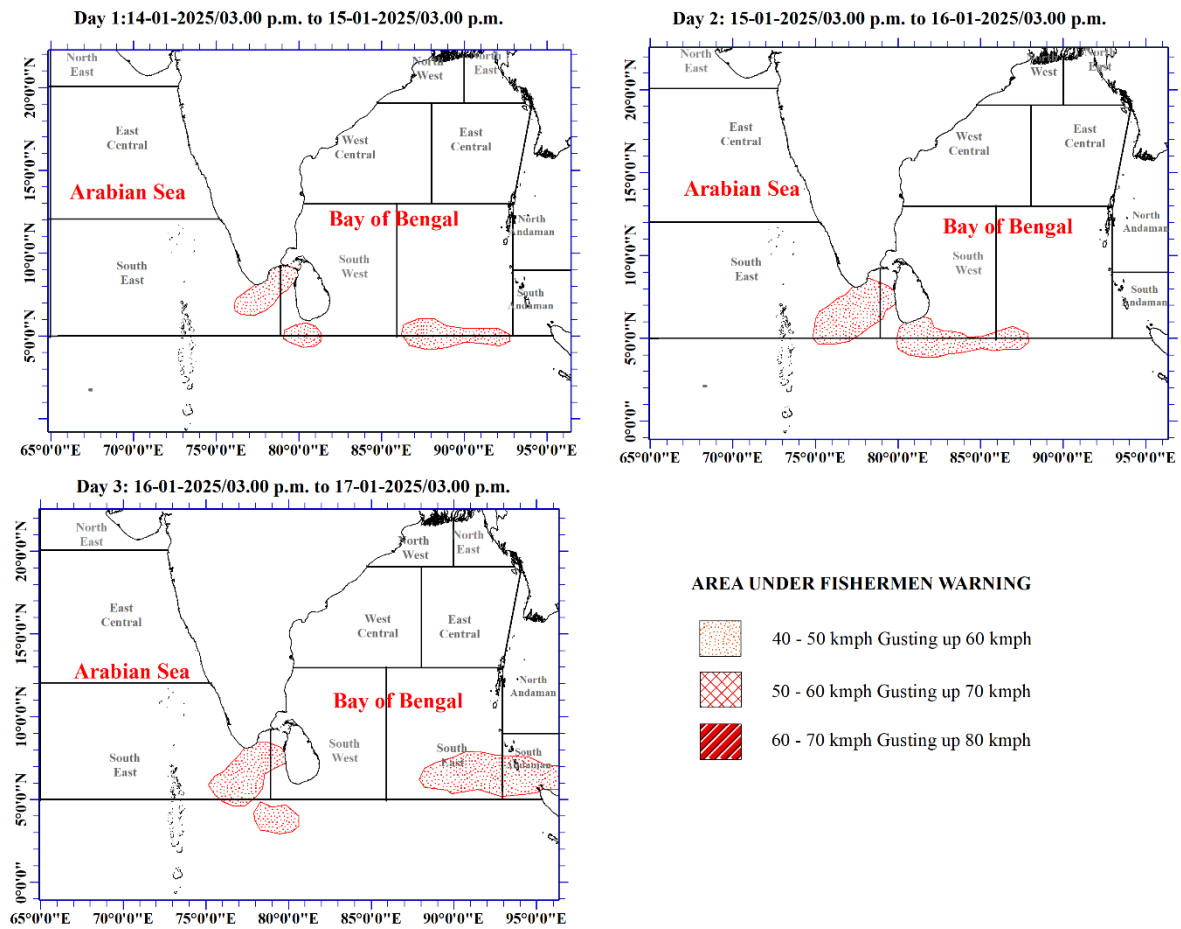 Day 1:14-01-2025/03.00 p.m. to 15-01-2025/03.00 p.m.
North
East
North
West
North
East
East
Central
West
Central
East
Central
Arabian Sea
Bay of Bengal
North
Andaman
South
East
South
West
South
Andaman
20°0'0"N
15°0'0"N
10°0'0"N
5°0'0"N
65°0'0"E 70°0'0"E 75°0'0"E 80°0'0"E 85°0'0"E 90°0'0"E 95°0'0"E
Day 2: 15-01-2025/03.00 p.m. to 16-01-2025/03.00 p.m.
North
East
West
North
East
East
Central
West
Central
East
Central
Arabian Sea
Bay of Bengal
North
Andaman
South
East
South
West
South
Andaman
20°0'0"N
15°0'0"N
10°0'0"N
5°0'0"N
0°0'0"
65°0'0"E 70°0'0"E 75°0'0"E 80°0'0"E 85°0'0"E 90°0'0"E 95°0'0"E
Day 3: 16-01-2025/03.00 p.m. to 17-01-2025/03.00 p.m.
North
East
North
West
North
East
East
Central
West
Central
East
Central
Arabian Sea
Bay of Bengal
North
Andaman
South
East
South
West
South
East
South
Andaman
20°0'0"N
15°0'0"N
10°0'0"N
5°0'0"N
0°0'0"
65°0'0"E 70°0'0"E 75°0'0"E 80°0'0"E 85°0'0"E 90°0'0"E 95°0'0"E
AREA UNDER FISHERMEN WARNING
40 - 50 kmph Gusting up 60 kmph
50 - 60 kmph Gusting up 70 kmph
60 - 70 kmph Gusting up 80 kmph